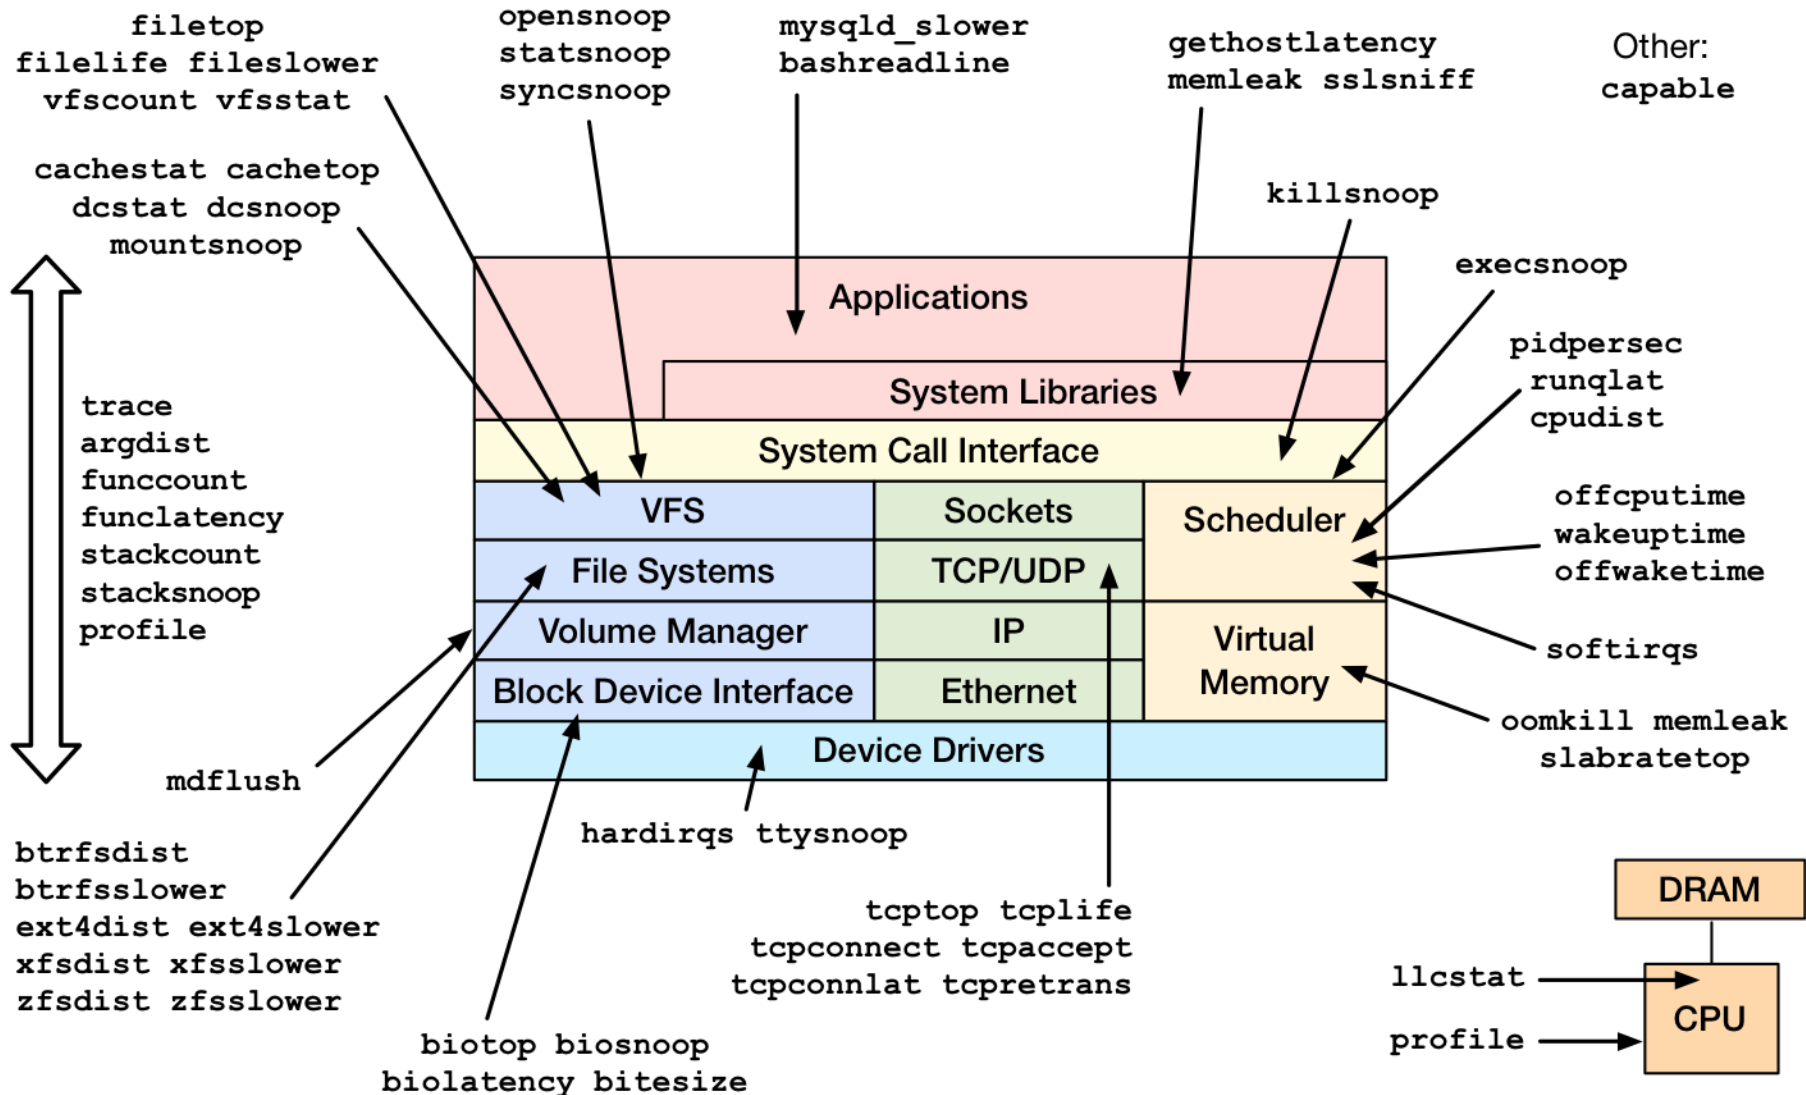 filetop
filelife fileslower
vfscount vfsstat
opensnoop
statsnoop
syncsnoop
mysqld_slower
bashreadline
gethostlatency
memleak sslsniff
Other:
capable
cachestat cachetop
dcstat dcsnoop
mountsnoop
killsnoop
execsnoop
pidpersec
runqlat
cpudist
offcputime
wakeuptime
offwaketime
softirqs
oomkill memleak
slabratetop
trace
argdist
funccount
funclatency
stackcount
stacksnoop
profile
Applications
System Libraries
System Call Interface
VFS
Sockets
Scheduler
File Systems
TCP/UDP
Volume Manager
IP
Virtual
Memory
Block Device Interface
Ethernet
Device Drivers
mdflush
hardirqs ttysnoop
btrfsdist
btrfsslower
ext4dist ext4slower
xfsdist xfsslower
zfsdist zfsslower
tcptop tcplife
tcpconnect tcpaccept
tcpconnlat tcpretrans
biotop biosnoop
biolatency bitesize
DRAM
llcstat
CPU
profile